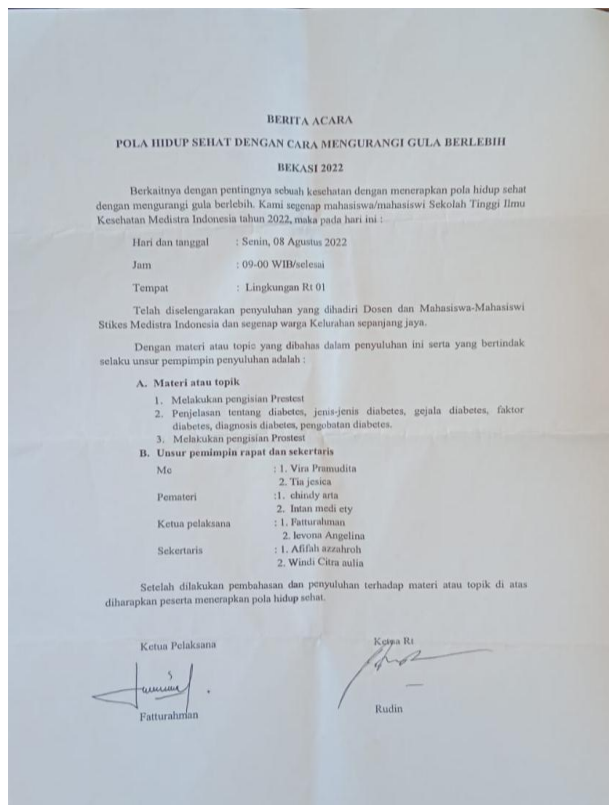 BERITA ACARA
POLA HIDUP SEHAT DENGAN CARA MENGURANGI GULA BERLEBIH
BEKASI 2022
Berkaitnya dengan pentingnya sebuah kesehatan dengan menerapkan pola hidup sehat
dengan mengurangi gula berlebih. Kami segenap mahasiswa/mahasiswi Sekolah Tinggi Ilmu
Kesehatan Medistra Indonesia tahun 2022, maka pada hari ini :
Hari dan tanggal : Senin, 08 Agustus 2022
Jam : 09-00 WIB/selesai
Tempat : Lingkungan Rt 01
Telah diselengarakan penyuluhan yang dihadiri Dosen dan Mahasiswa-Mahasiswi
Stikes Medistra Indonesia dan segenap warga Kelurahan sepanjang jaya.
Dengan materi atau topic yang dibahas dalam penyuluhan ini serta yang bertindak
selaku unsur pempimpin penyuluhan adalah :
A. Materi atau topik
1. Melakukan pengisian Prestest
2. Penjelasan tentang diabetes, jenis-jenis diabetes, gejala diabetes, faktor
diabetes, diagnosis diabetes, pengobatan diabetes.
3. Melakukan pengisian Prostest
B. Unsur pemimpin rapat dan sekertaris
Mc : 1. Vira Pramudita
2. Tia jesica
Pemateri :1. chindy arta
2. Intan medi ety
Ketua pelaksana : 1. Fatturahman
2. Ievona Angelina
Sekertaris : 1. Afifah azzahroh
2. Windi Citra aulia
Setelah dilakukan pembahasan dan penyuluhan terhadap materi atau topik di atas
diharapkan peserta menerapkan pola hidup sehat.
Ketua Pelaksana Ketua Rt
Fatturahman Rudin